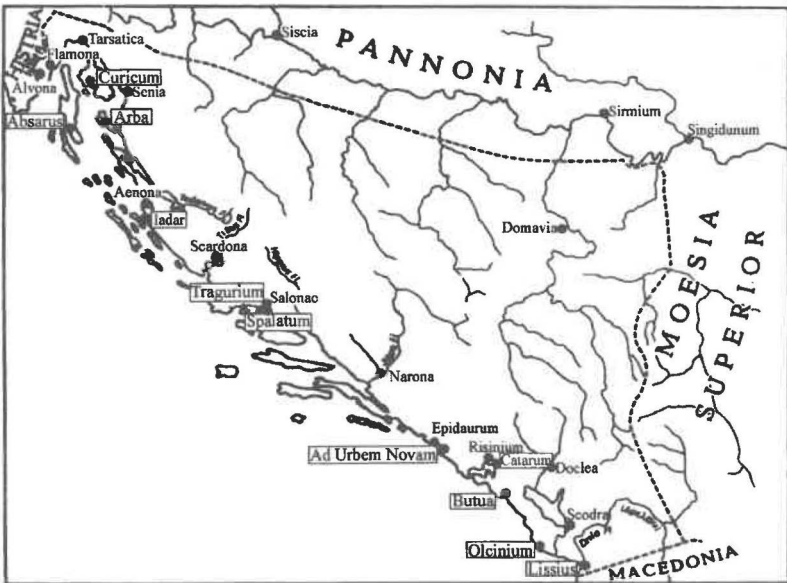 HISTRIA
Tarsatica
Siscia
PANNONIA
Flamona
Alvona
Curicum
Senia
Absarus
Arba
Sirmium
Singidunum
Aenona
Iadar
Scardona
Domavia
MOESIA
SUPERIOR
Tragurium
Salonae
Spalatum
Narona
Epidaurum
Ad Urbem Novam
Risinium
Catarum
Doclea
Butua
Scodra
Olcinium
Lissius
MACEDONIA